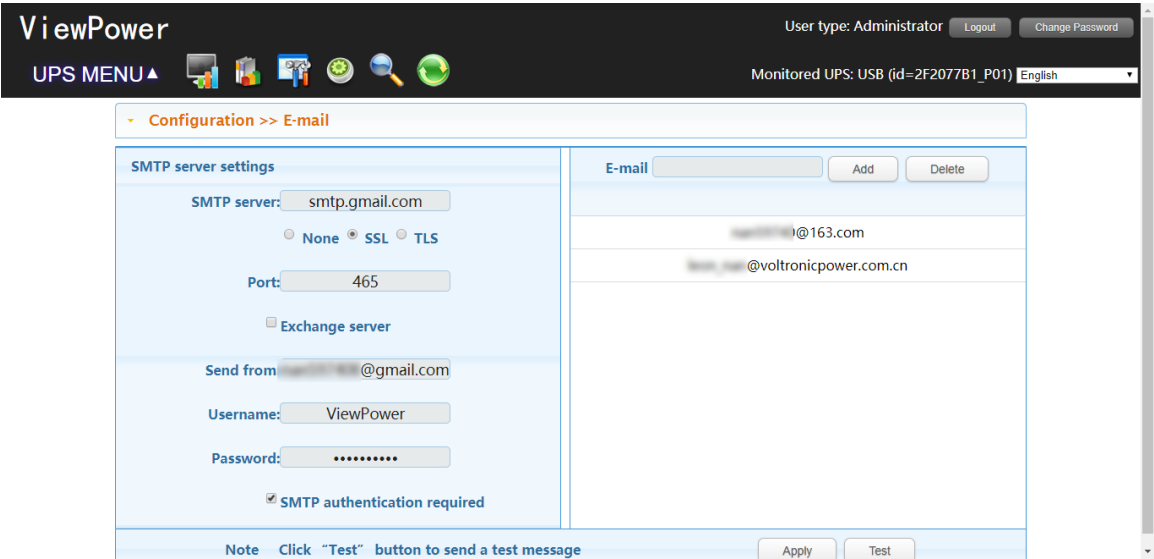 ViewPower
User type: Administrator Logout Change Password
UPS MENU▲
Monitored UPS: USB (id=2F2077B1_P01) English
Configuration >> E-mail
SMTP server settings
SMTP server: smtp.gmail.com
None SSL TLS
Port: 465
Exchange server
Send from @gmail.com
Username: ViewPower
Password: ••••••••••
SMTP authentication required
E-mail Add Delete
@163.com
@voltronicpower.com.cn
Note Click “Test” button to send a test message
Apply Test